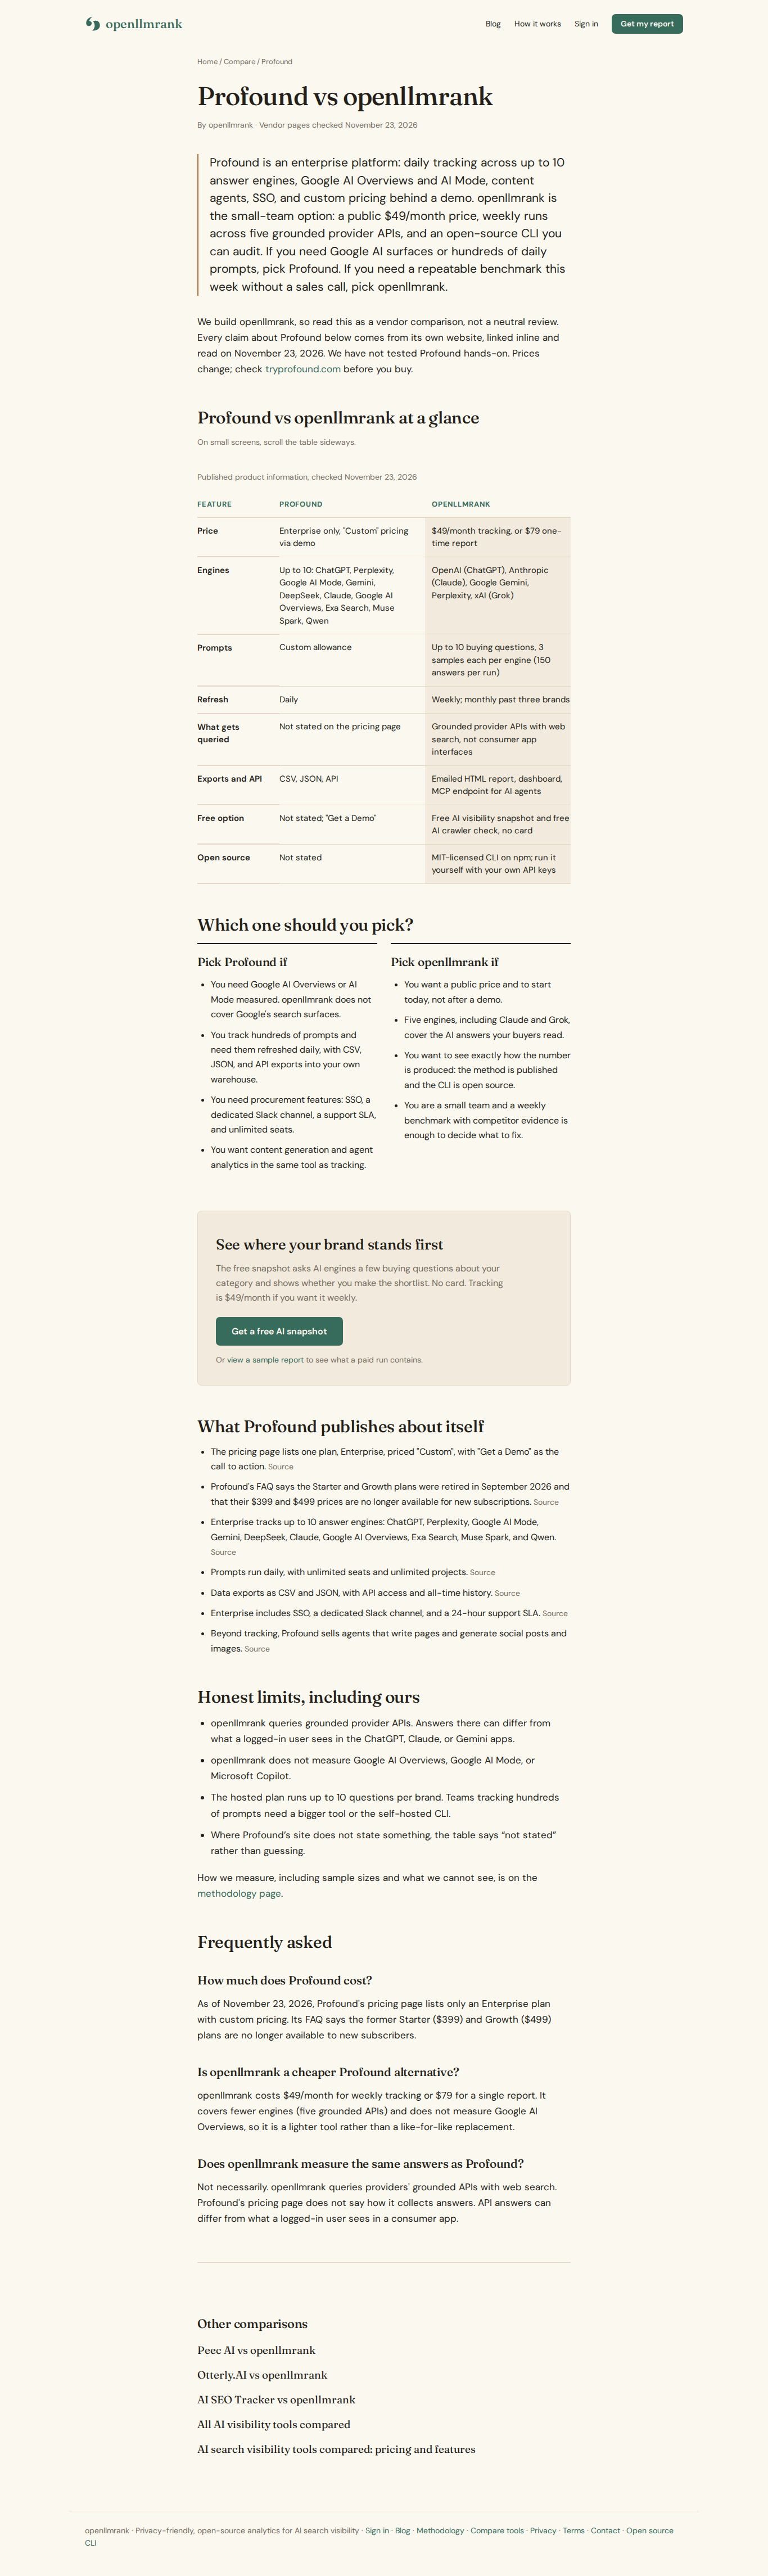 openllmrank
Blog
How it works
Sign in
Get my report
Home / Compare / Profound
Profound vs openllmrank
By openllmrank · Vendor pages checked November 23, 2026
Profound is an enterprise platform: daily tracking across up to 10
answer engines, Google AI Overviews and AI Mode, content
agents, SSO, and custom pricing behind a demo. openllmrank is
the small-team option: a public $49/month price, weekly runs
across five grounded provider APIs, and an open-source CLI you
can audit. If you need Google AI surfaces or hundreds of daily
prompts, pick Profound. If you need a repeatable benchmark this
week without a sales call, pick openllmrank.
We build openllmrank, so read this as a vendor comparison, not a neutral review.
Every claim about Profound below comes from its own website, linked inline and
read on November 23, 2026. We have not tested Profound hands-on. Prices
change; check tryprofound.com before you buy.
Profound vs openllmrank at a glance
On small screens, scroll the table sideways.
Published product information, checked November 23, 2026
FEATURE
PROFOUND
OPENLLMRANK
Price
Enterprise only, "Custom" pricing
via demo
$49/month tracking, or $79 one-
time report
Engines
Up to 10: ChatGPT, Perplexity,
Google AI Mode, Gemini,
DeepSeek, Claude, Google AI
Overviews, Exa Search, Muse
Spark, Qwen
OpenAI (ChatGPT), Anthropic
(Claude), Google Gemini,
Perplexity, xAI (Grok)
Prompts
Custom allowance
Up to 10 buying questions, 3
samples each per engine (150
answers per run)
Refresh
Daily
Weekly; monthly past three brands
What gets
queried
Not stated on the pricing page
Grounded provider APIs with web
search, not consumer app
interfaces
Exports and API
CSV, JSON, API
Emailed HTML report, dashboard,
MCP endpoint for AI agents
Free option
Not stated; "Get a Demo"
Free AI visibility snapshot and free
AI crawler check, no card
Open source
Not stated
MIT-licensed CLI on npm; run it
yourself with your own API keys
Which one should you pick?
Pick Profound if
• You need Google AI Overviews or AI
Mode measured. openllmrank does not
cover Google's search surfaces.
• You track hundreds of prompts and
need them refreshed daily, with CSV,
JSON, and API exports into your own
warehouse.
• You need procurement features: SSO, a
dedicated Slack channel, a support SLA,
and unlimited seats.
• You want content generation and agent
analytics in the same tool as tracking.
Pick openllmrank if
• You want a public price and to start
today, not after a demo.
• Five engines, including Claude and Grok,
cover the AI answers your buyers read.
• You want to see exactly how the number
is produced: the method is published
and the CLI is open source.
• You are a small team and a weekly
benchmark with competitor evidence is
enough to decide what to fix.
See where your brand stands first
The free snapshot asks AI engines a few buying questions about your
category and shows whether you make the shortlist. No card. Tracking
is $49/month if you want it weekly.
Get a free AI snapshot
Or view a sample report to see what a paid run contains.
What Profound publishes about itself
• The pricing page lists one plan, Enterprise, priced "Custom", with "Get a Demo" as the
call to action. Source
• Profound's FAQ says the Starter and Growth plans were retired in September 2026 and
that their $399 and $499 prices are no longer available for new subscriptions. Source
• Enterprise tracks up to 10 answer engines: ChatGPT, Perplexity, Google AI Mode,
Gemini, DeepSeek, Claude, Google AI Overviews, Exa Search, Muse Spark, and Qwen.
Source
• Prompts run daily, with unlimited seats and unlimited projects. Source
• Data exports as CSV and JSON, with API access and all-time history. Source
• Enterprise includes SSO, a dedicated Slack channel, and a 24-hour support SLA. Source
• Beyond tracking, Profound sells agents that write pages and generate social posts and
images. Source
Honest limits, including ours
• openllmrank queries grounded provider APIs. Answers there can differ from
what a logged-in user sees in the ChatGPT, Claude, or Gemini apps.
• openllmrank does not measure Google AI Overviews, Google AI Mode, or
Microsoft Copilot.
• The hosted plan runs up to 10 questions per brand. Teams tracking hundreds
of prompts need a bigger tool or the self-hosted CLI.
• Where Profound’s site does not state something, the table says “not stated”
rather than guessing.
How we measure, including sample sizes and what we cannot see, is on the
methodology page.
Frequently asked
How much does Profound cost?
As of November 23, 2026, Profound's pricing page lists only an Enterprise plan
with custom pricing. Its FAQ says the former Starter ($399) and Growth ($499)
plans are no longer available to new subscribers.
Is openllmrank a cheaper Profound alternative?
openllmrank costs $49/month for weekly tracking or $79 for a single report. It
covers fewer engines (five grounded APIs) and does not measure Google AI
Overviews, so it is a lighter tool rather than a like-for-like replacement.
Does openllmrank measure the same answers as Profound?
Not necessarily. openllmrank queries providers' grounded APIs with web search.
Profound's pricing page does not say how it collects answers. API answers can
differ from what a logged-in user sees in a consumer app.
Other comparisons
Peec AI vs openllmrank
Otterly.AI vs openllmrank
AI SEO Tracker vs openllmrank
All AI visibility tools compared
AI search visibility tools compared: pricing and features
openllmrank · Privacy-friendly, open-source analytics for AI search visibility · Sign in · Blog · Methodology · Compare tools · Privacy · Terms · Contact · Open source
CLI